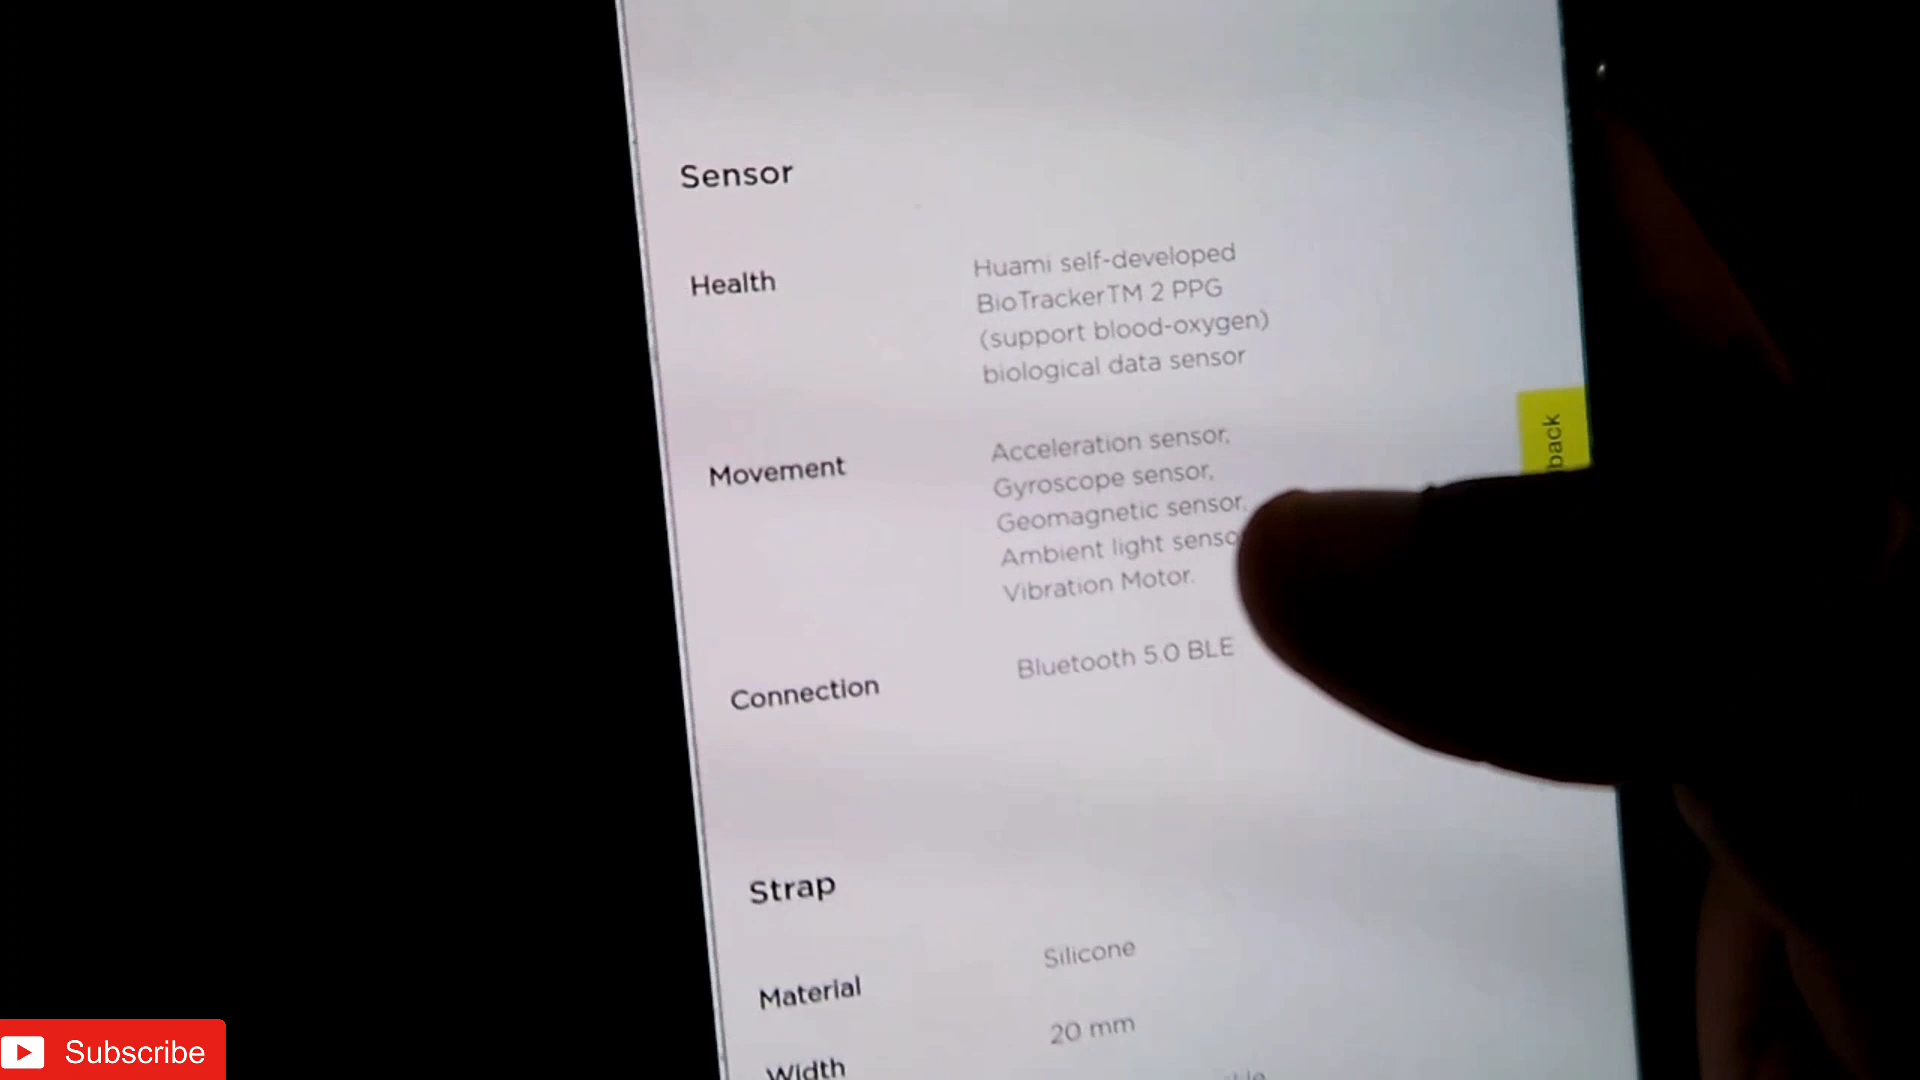 Sensor
Health
Huami self-developed
BioTrackerTM 2 PPG
(support blood-oxygen)
biological data sensor
Movement
Acceleration sensor,
Gyroscope sensor,
Geomagnetic sensor,
Ambient light
Vibration Motor.
Connection
Bluetooth 5.0 BLE
Strap
Material
Silicone
Width
20 mm
back
Subscribe